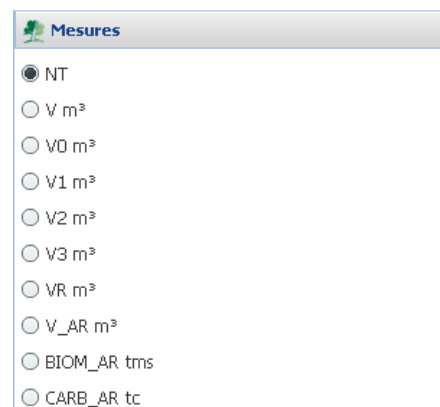 Mesures
NT
V m³
V0 m³
V1 m³
V2 m³
V3 m³
VR m³
V_AR m³
BIOM_AR tms
CARB_AR tc